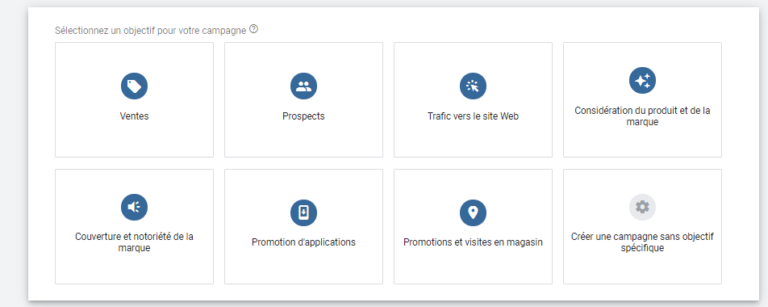 Sélectionnez un objectif pour votre campagne
Ventes
Prospects
Trafic vers le site Web
Considération du produit et de la
marque
Couverture et notoriété de la
marque
Promotion d'applications
Promotions et visites en magasin
Créer une campagne sans objectif
spécifique